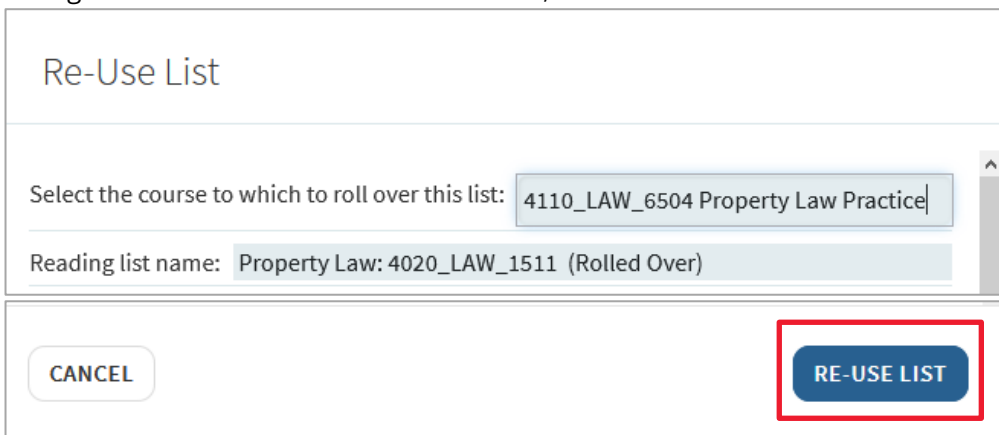 Re-Use List
Select the course to which to roll over this list: 4110_LAW_6504 Property Law Practice
Reading list name: Property Law: 4020_LAW_1511 (Rolled Over)
CANCEL RE-USE LIST